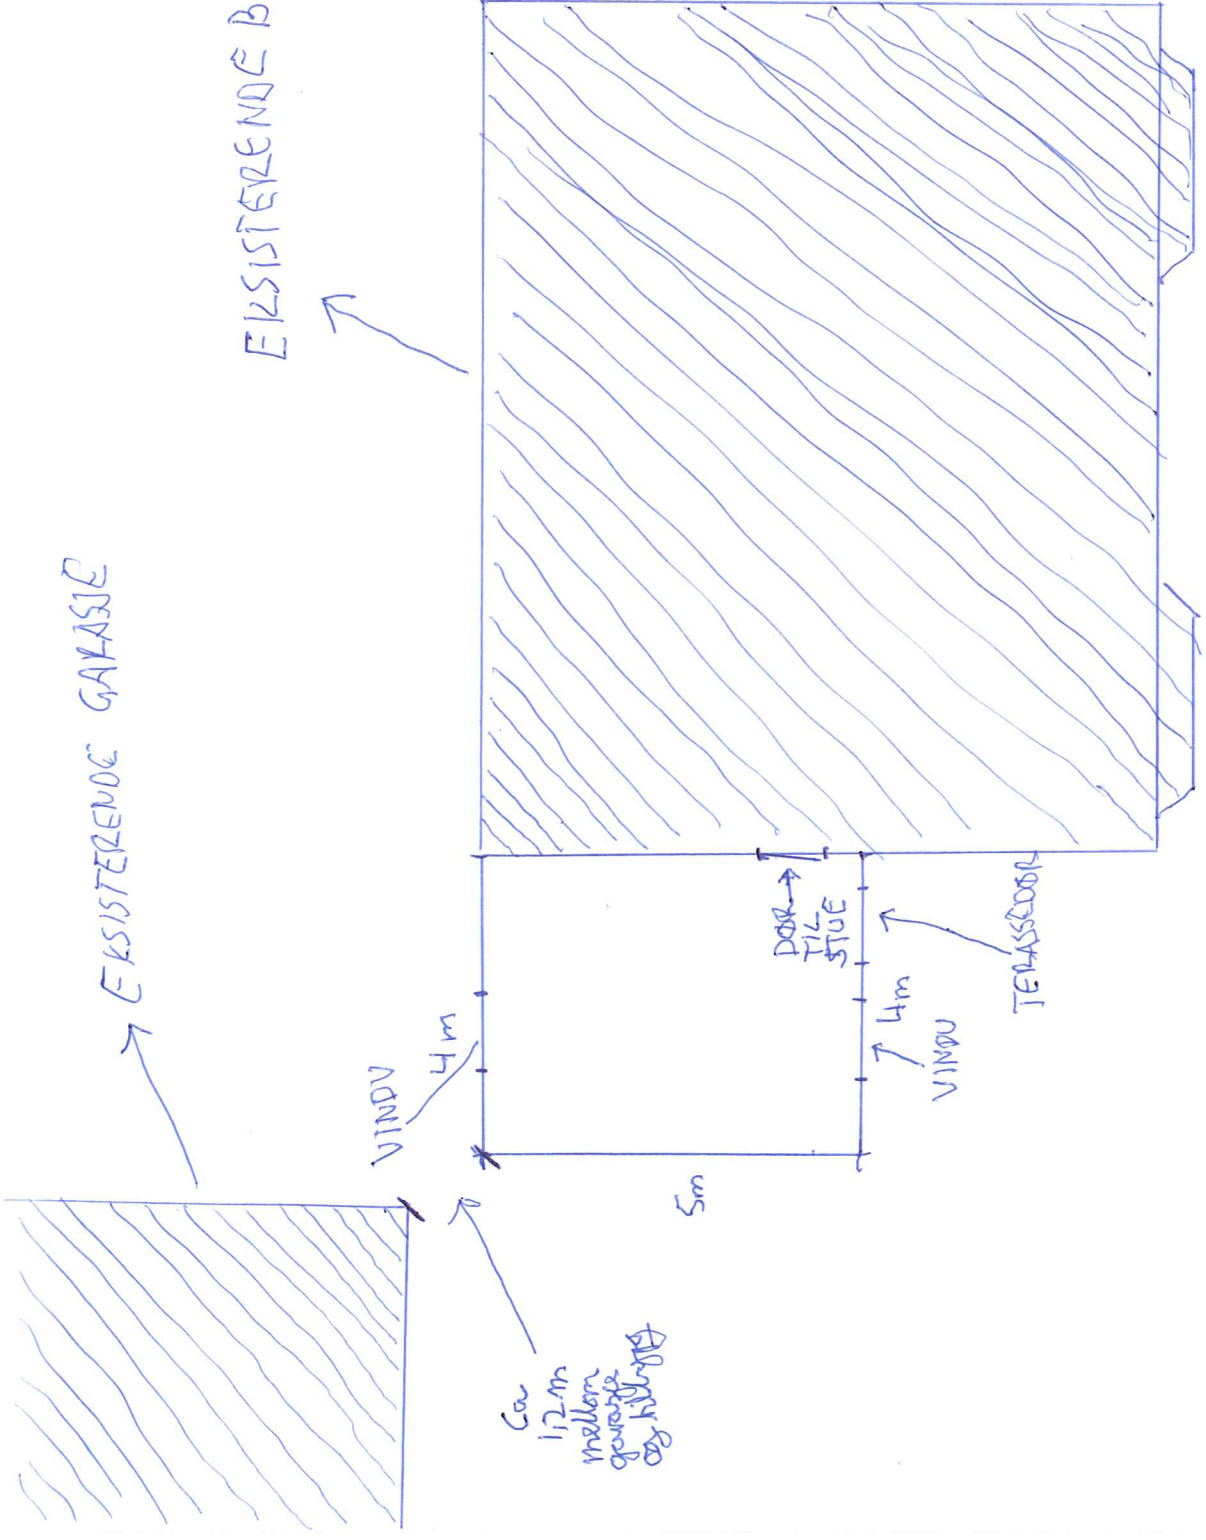 EKSISTERENDE B
EKSISTERENDE GARASJE
VINDU
4m
DØR
TIL
STUE
4m
VINDU
TERASSEDØR
5m
Ca
1,2m
mellom
garasje
og tilbygg